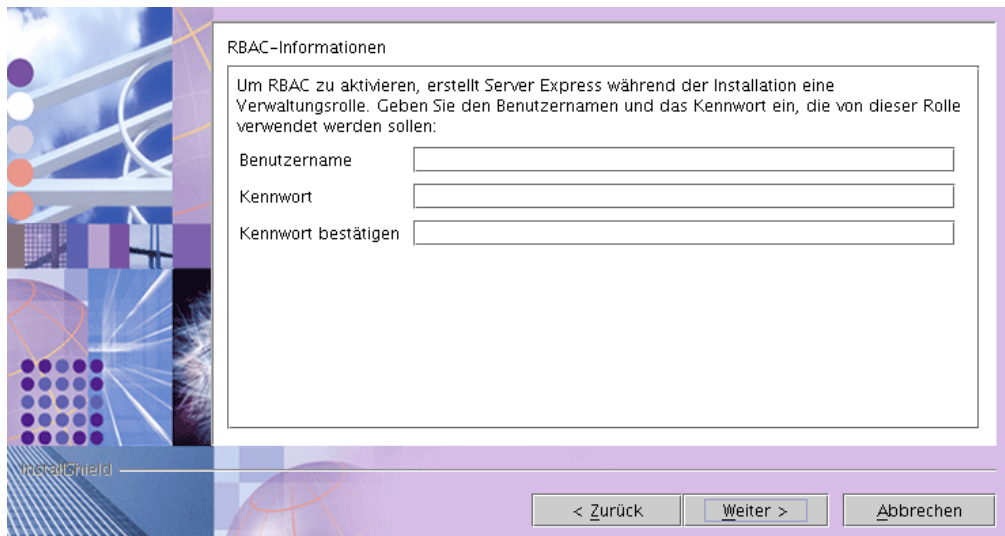 RBAC-Informationen
Um RBAC zu aktivieren, erstellt Server Express während der Installation eine
Verwaltungsrolle. Geben Sie den Benutzernamen und das Kennwort ein, die von dieser Rolle
verwendet werden sollen:
Benutzername
Kennwort
Kennwort bestätigen
InstallShield
< Zurück
Weiter >
Abbrechen